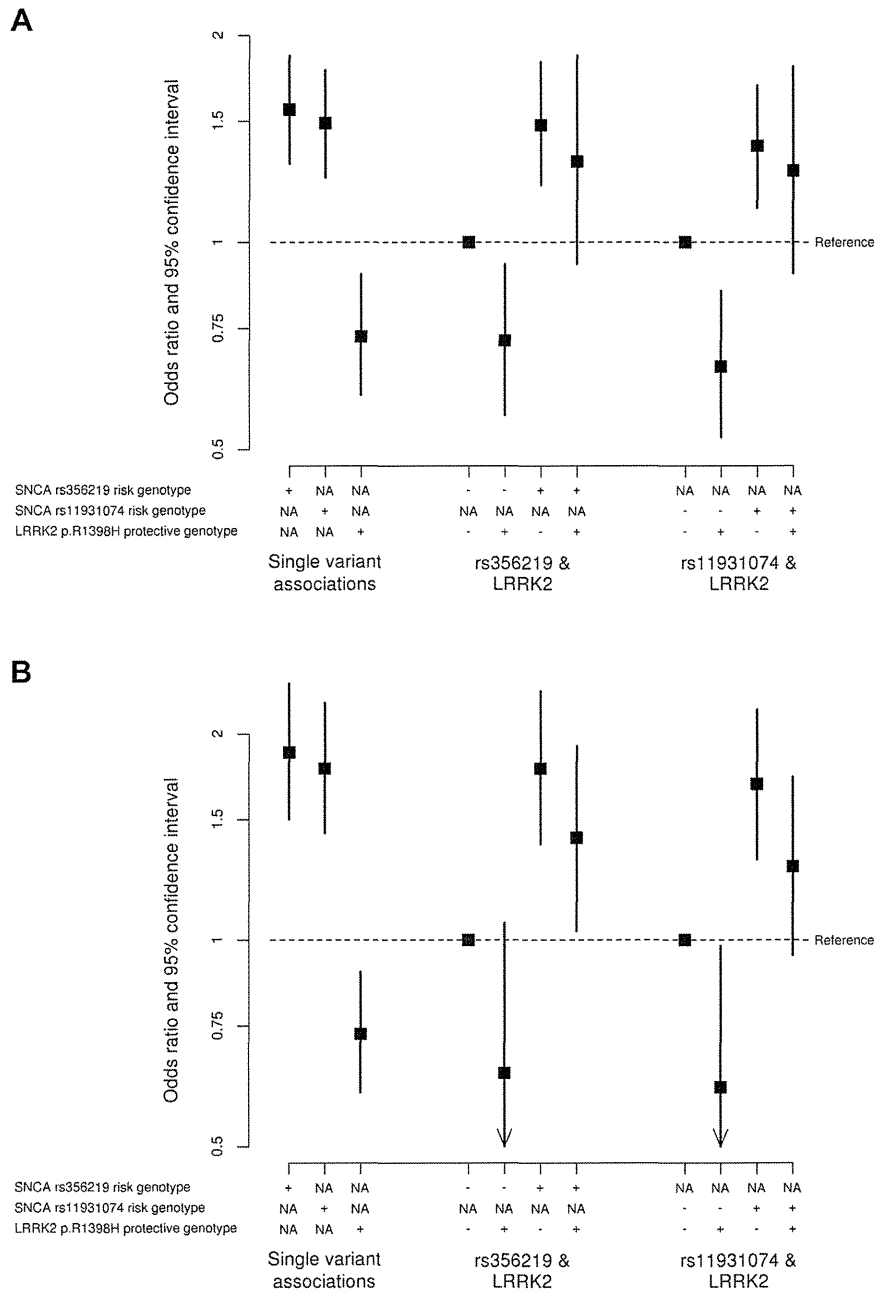 A
Odds ratio and 95% confidence interval
2
1.5
1
0.75
0.5
Reference
SNCA rs356219 risk genotype + NA NA - - + + NA NA NA NA
SNCA rs11931074 risk genotype NA + NA NA NA NA NA - - + +
LRRK2 p.R1398H protective genotype NA NA + - + - + - + - +
Single variant associations
rs356219 & LRRK2
rs11931074 & LRRK2
B
Odds ratio and 95% confidence interval
2
1.5
1
0.75
0.5
Reference
SNCA rs356219 risk genotype + NA NA - - + + NA NA NA NA
SNCA rs11931074 risk genotype NA + NA NA NA NA NA - - + +
LRRK2 p.R1398H protective genotype NA NA + - + - + - + - +
Single variant associations
rs356219 & LRRK2
rs11931074 & LRRK2